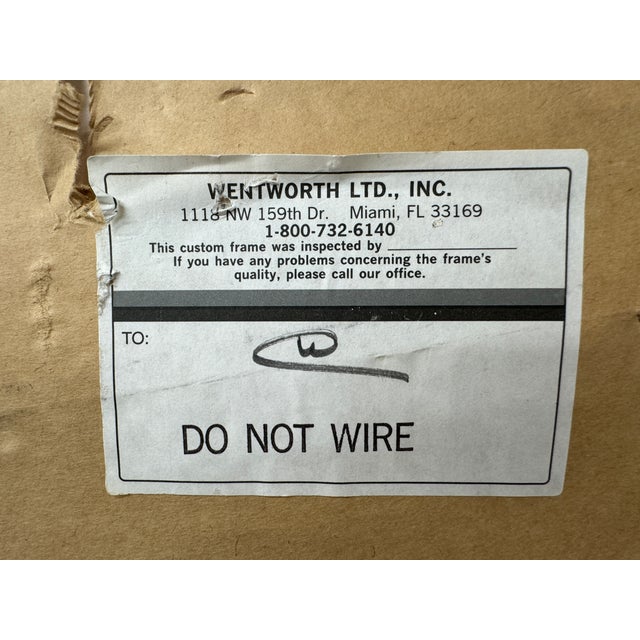 WENTWORTH LTD., INC.
1118 NW 159th Dr. Miami, FL 33169
1-800-732-6140
This custom frame was inspected by
If you have any problems concerning the frame's
quality, please call our office.
TO:
DO NOT WIRE